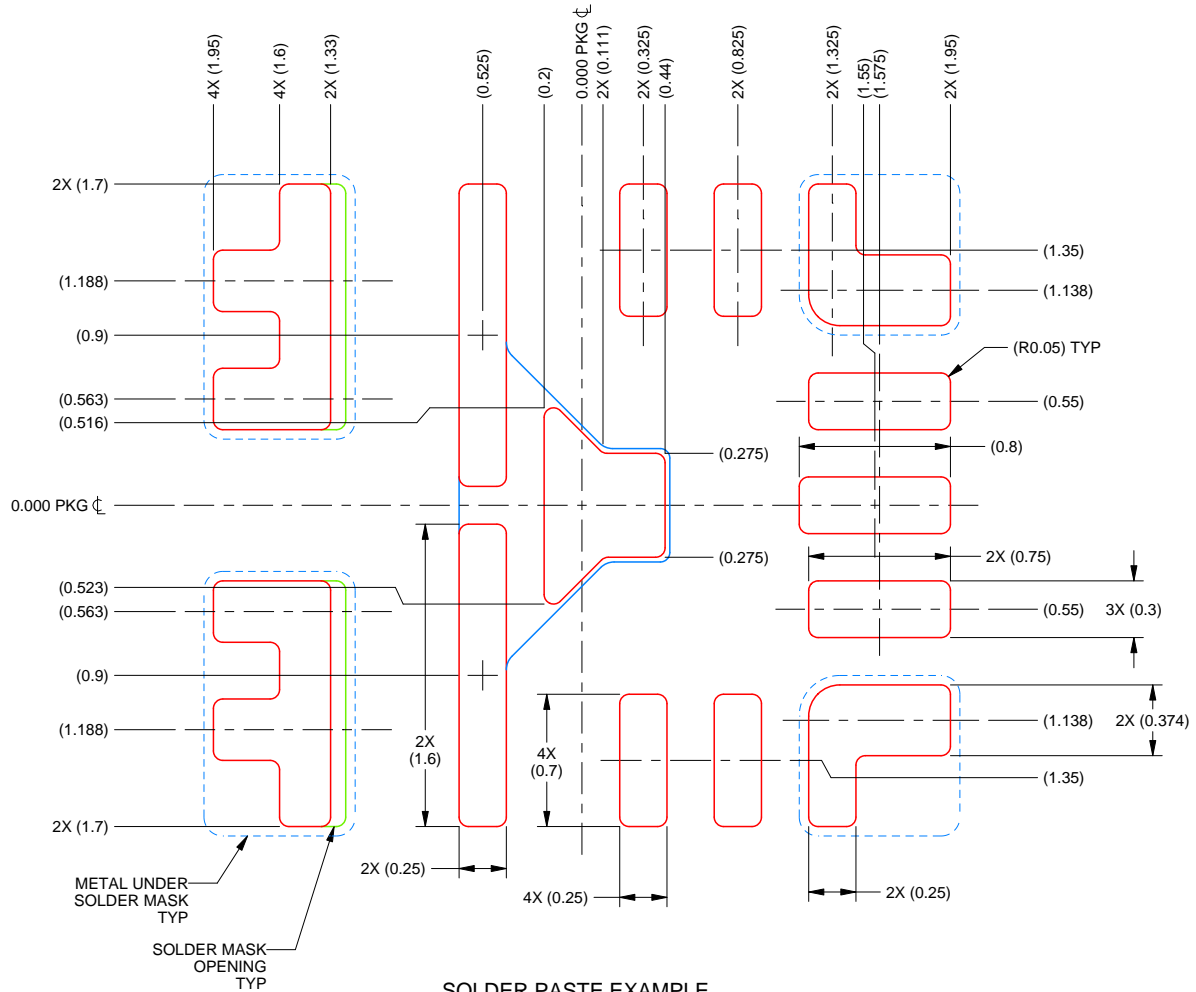 4X (1.95)
4X (1.6)
2X (1.33)
(0.525)
(0.2)
0.000 PKG ℄
2X (0.111)
2X (0.325)
(0.44)
2X (0.825)
2X (1.325)
(1.55)
(1.575)
2X (1.95)
2X (1.7)
(1.188)
(0.9)
(0.563)
(0.516)
0.000 PKG ℄
(0.523)
(0.563)
(0.9)
(1.188)
2X (1.7)
(1.35)
(1.138)
(R0.05) TYP
(0.55)
(0.8)
(0.275)
(0.275)
2X (0.75)
(0.55)
3X (0.3)
(1.138)
2X (0.374)
(1.35)
2X
(1.6)
4X
(0.7)
2X (0.25)
4X (0.25)
2X (0.25)
METAL UNDER
SOLDER MASK
TYP
SOLDER MASK
OPENING
TYP
SOLDER PASTE EXAMPLE